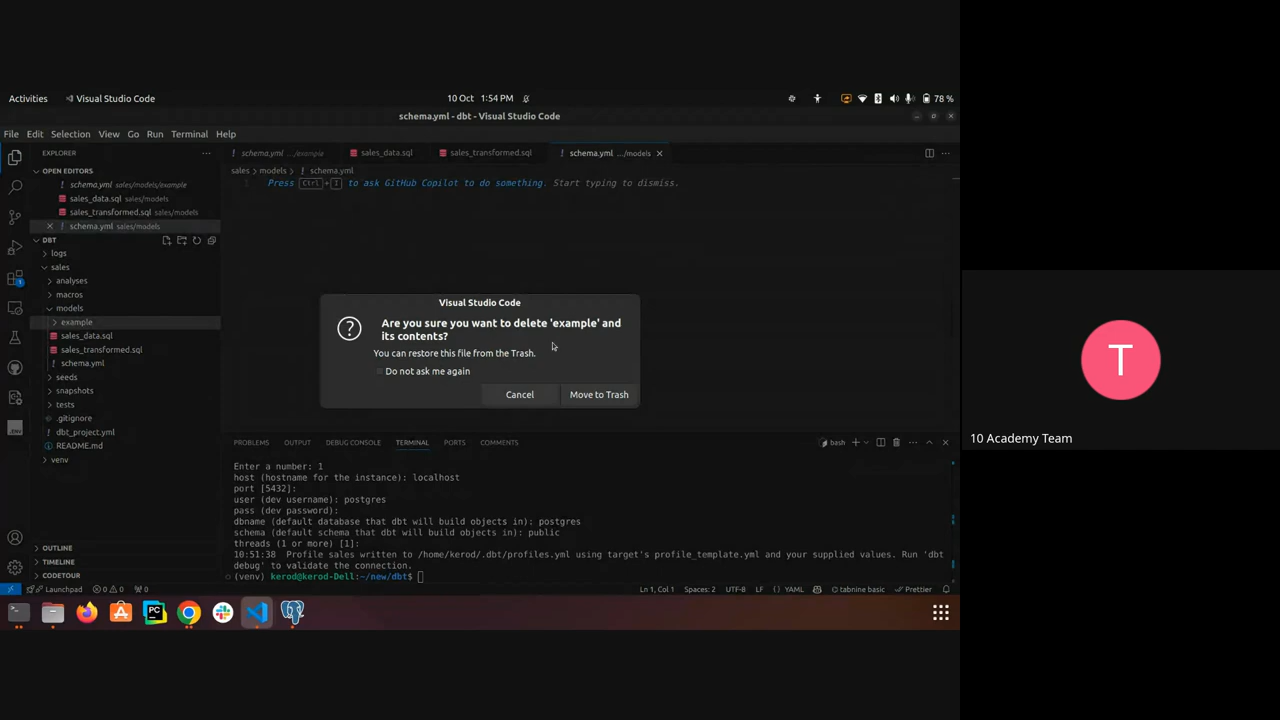 Activities
Visual Studio Code
10 Oct 1:54 PM
78 %
schema.yml - dbt - Visual Studio Code
File Edit Selection View Go Run Terminal Help
EXPLORER
schema.yml .../example
sales_data.sql
sales_transformed.sql
schema.yml .../models
OPEN EDITORS
schema.yml sales/models/example
sales_data.sql sales/models
sales_transformed.sql sales/models
schema.yml sales/models
sales > models > schema.yml
1 Press Ctrl + I to ask GitHub Copilot to do something. Start typing to dismiss.
DBT
logs
sales
analyses
macros
models
example
sales_data.sql
sales_transformed.sql
schema.yml
seeds
snapshots
tests
.gitignore
dbt_project.yml
README.md
venv
OUTLINE
TIMELINE
CODETOUR
Visual Studio Code
Are you sure you want to delete 'example' and
its contents?
You can restore this file from the Trash.
Do not ask me again
Cancel
Move to Trash
PROBLEMS OUTPUT DEBUG CONSOLE TERMINAL PORTS COMMENTS
bash
Enter a number: 1
host (hostname for the instance): localhost
port [5432]:
user (dev username): postgres
pass (dev password):
dbname (default database that dbt will build objects in): postgres
schema (default schema that dbt will build objects in): public
threads (1 or more) [1]:
10:51:38 Profile sales written to /home/kerod/.dbt/profiles.yml using target's profile_template.yml and your supplied values. Run 'dbt
debug' to validate the connection.
(venv) kerod@kerod-Dell:~/new/dbt$
Launchpad 0 0 0
Ln 1, Col 1 Spaces: 2 UTF-8 LF YAML tabnine basic Prettier
PC
T
10 Academy Team